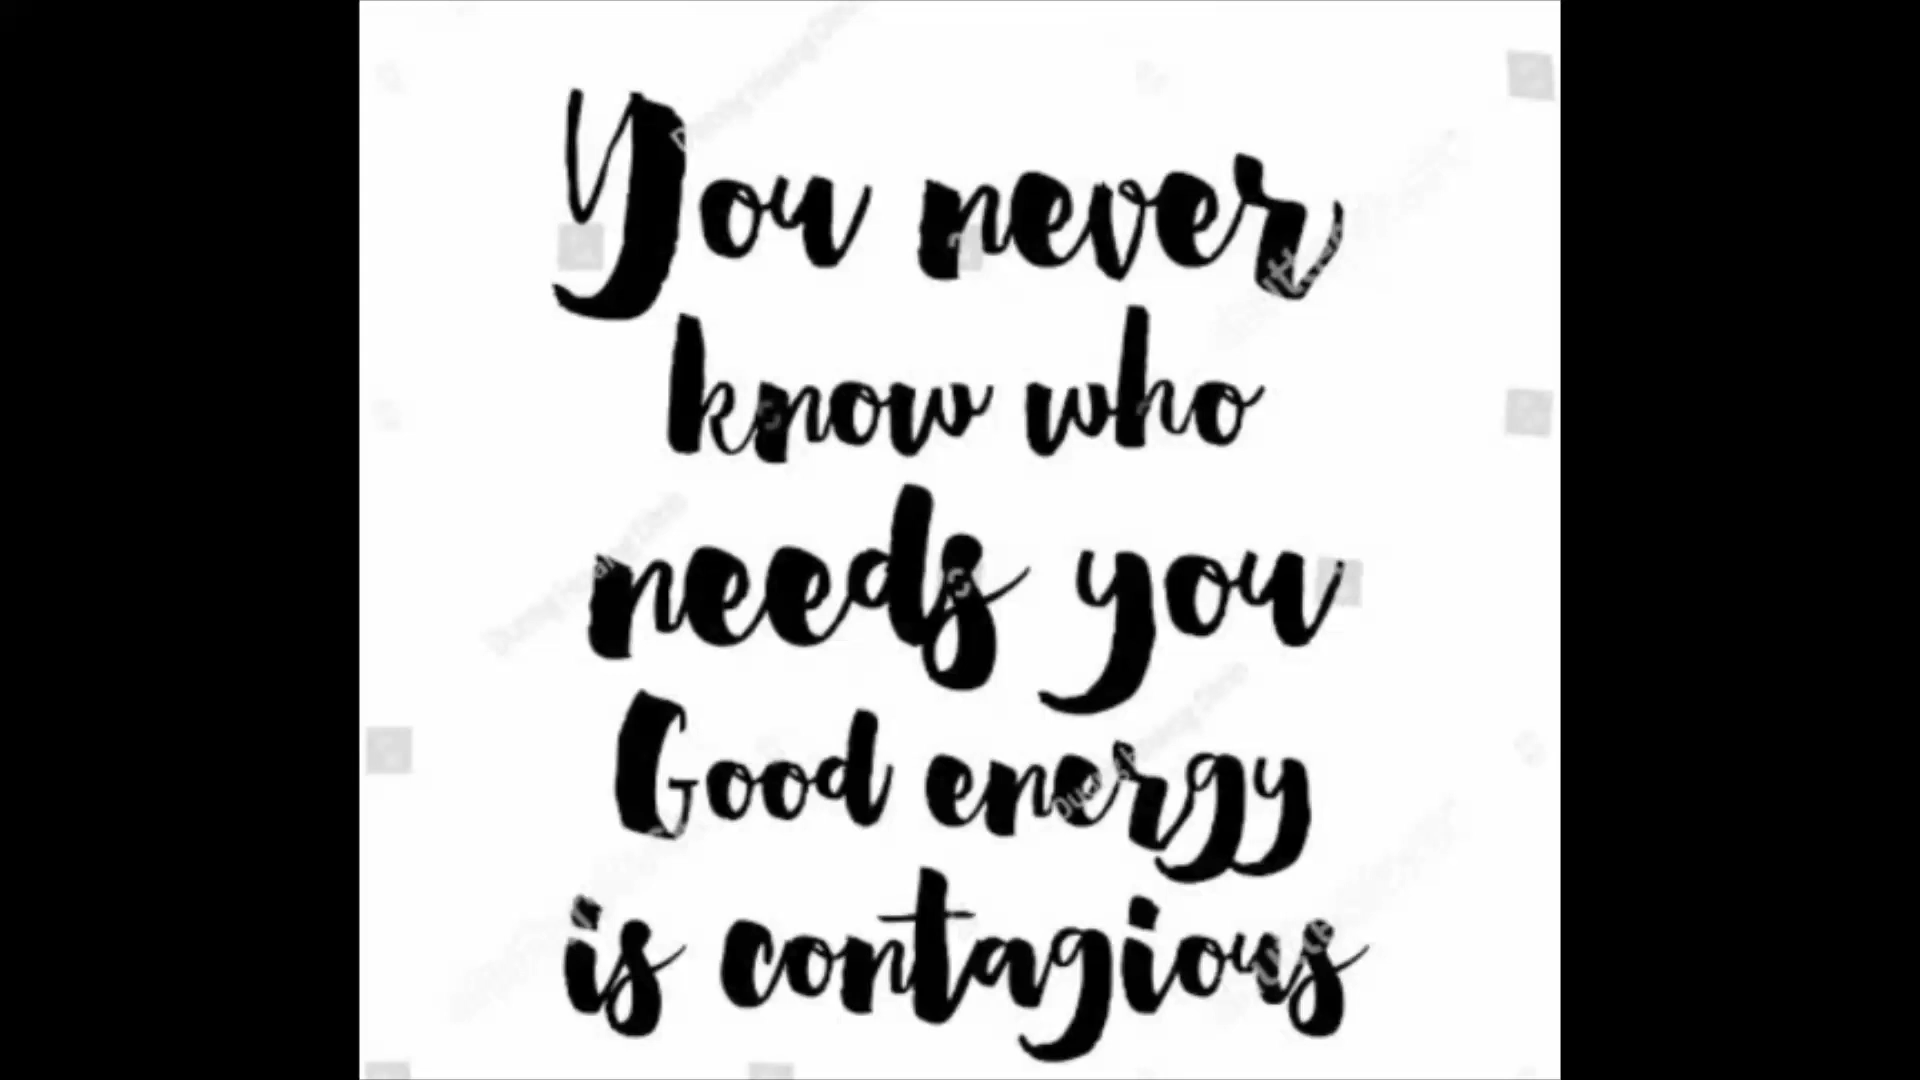 You never
know who
needs you
Good energy
is contagious